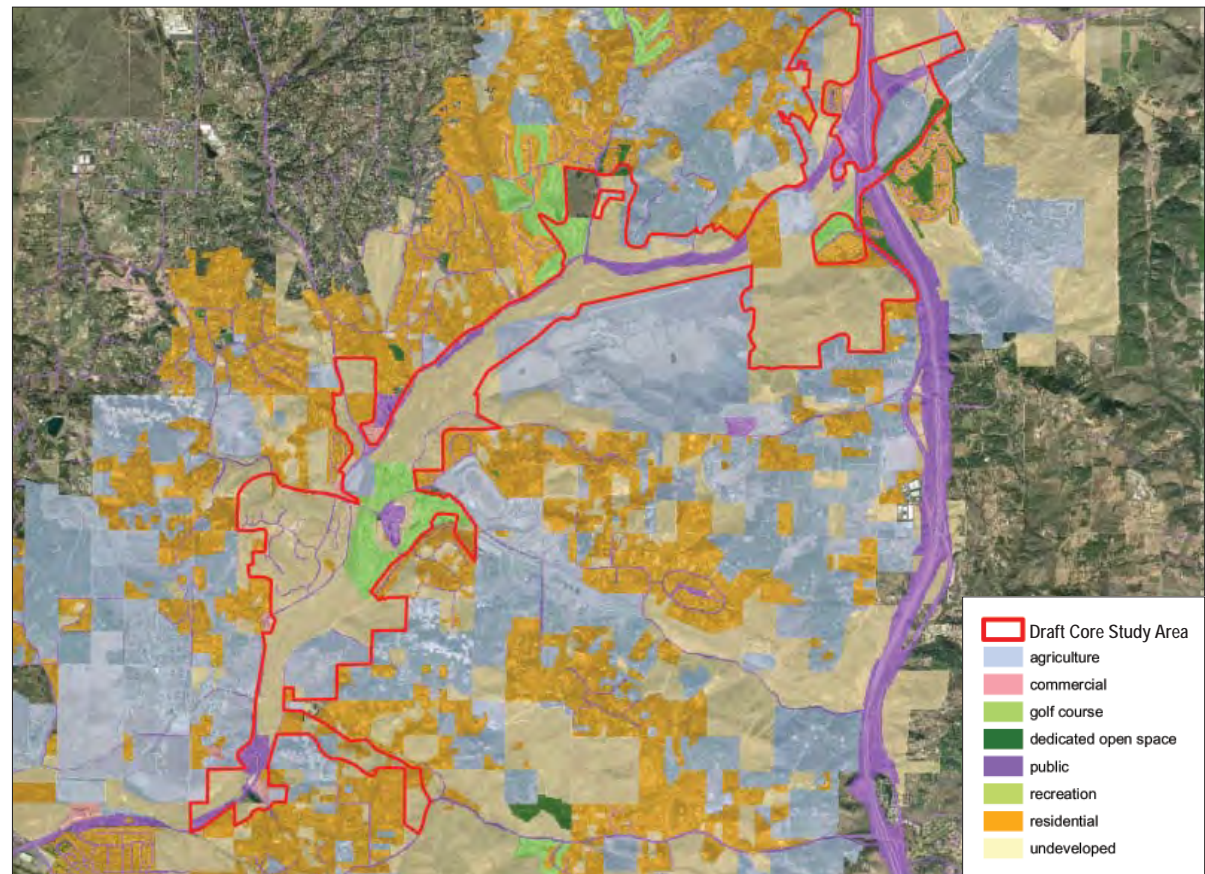 Draft Core Study Area
agriculture
commercial
golf course
dedicated open space
public
recreation
residential
undeveloped